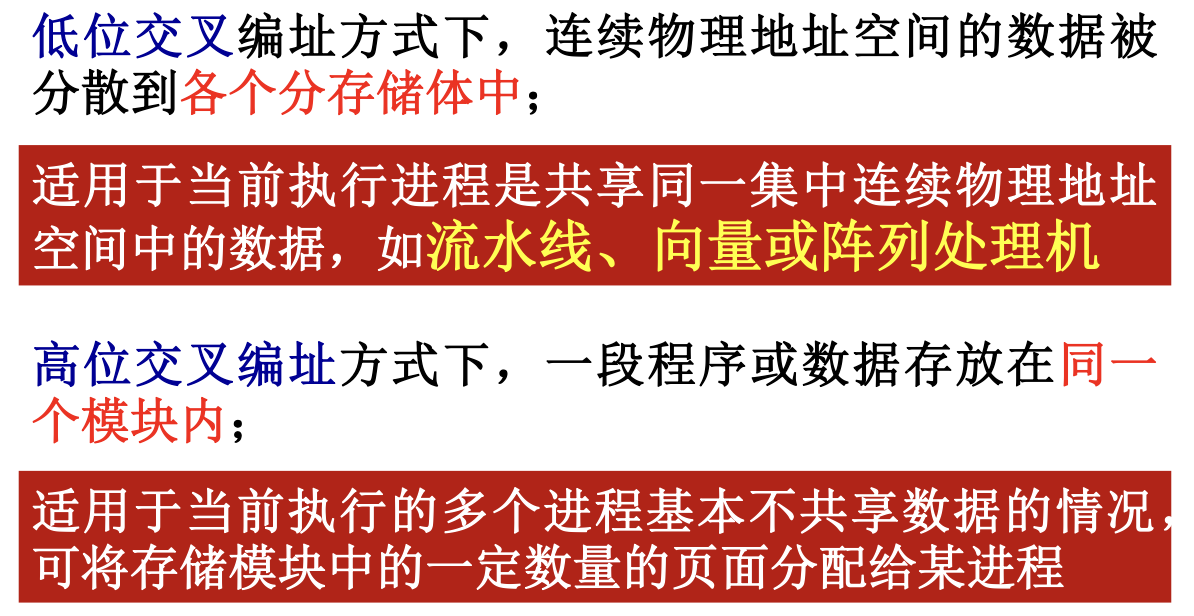 低位交叉编址方式下，连续物理地址空间的数据被
分散到各个分存储体中；
适用于当前执行进程是共享同一集中连续物理地址
空间中的数据，如流水线、向量或阵列处理机
高位交叉编址方式下，一段程序或数据存放在同一
个模块内；
适用于当前执行的多个进程基本不共享数据的情况，
可将存储模块中的一定数量的页面分配给某进程